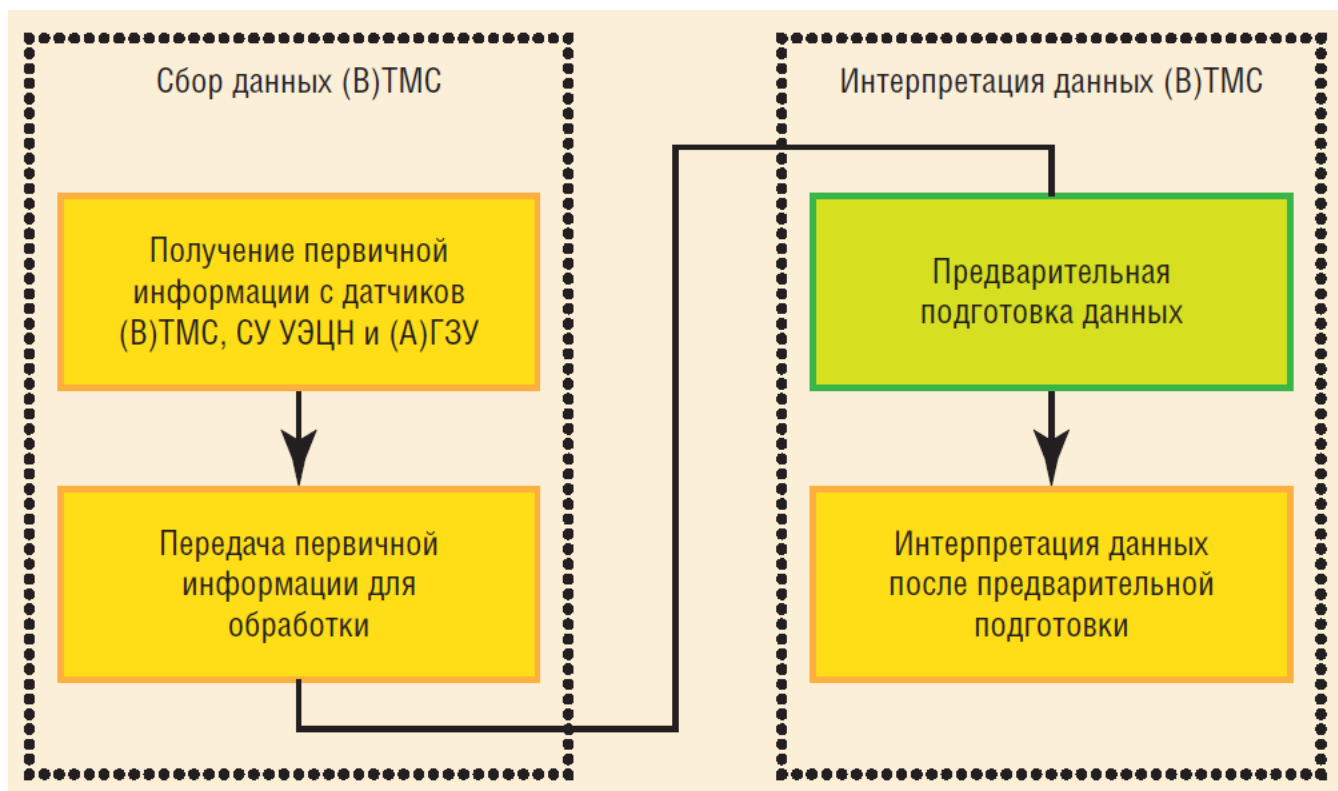 Сбор данных (В)ТМС
Получение первичной
информации с датчиков
(В)ТМС, СУ УЭЦН и (А)ГЗУ
Передача первичной
информации для
обработки
Интерпретация данных (В)ТМС
Предварительная
подготовка данных
Интерпретация данных
после предварительной
подготовки